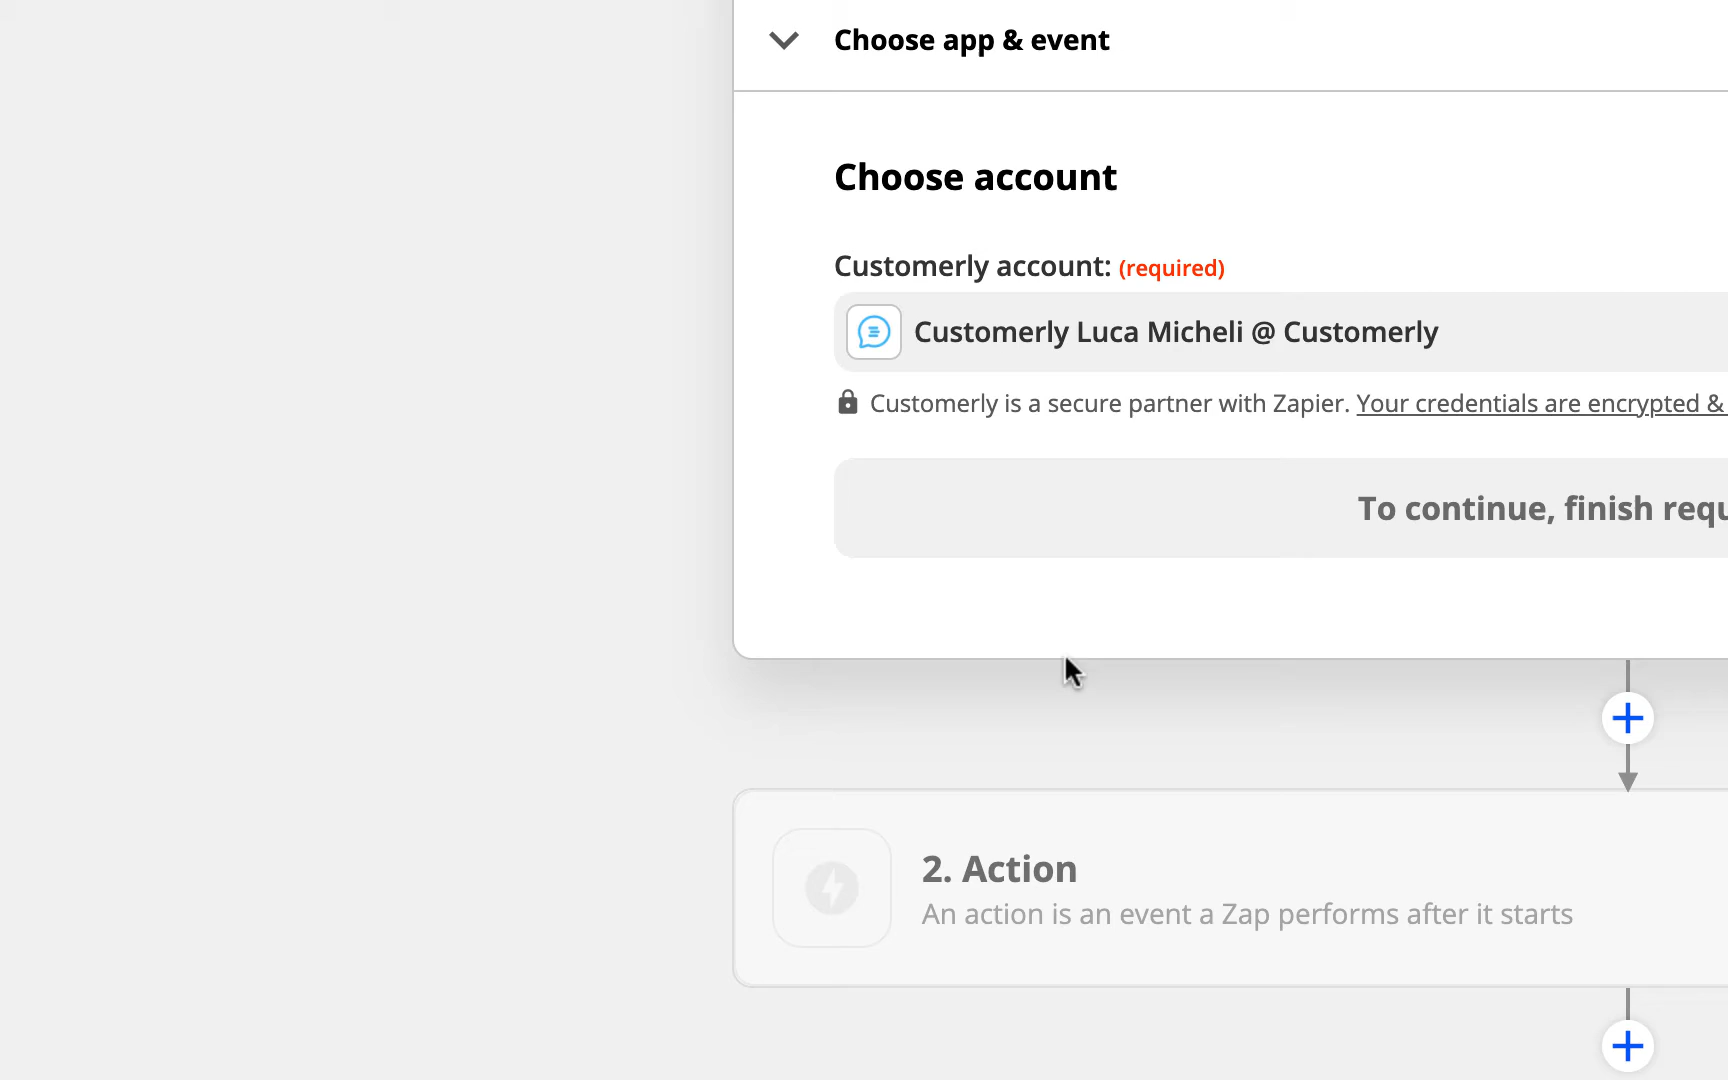 Choose app & event
Choose account
Customerly account: (required)
Customerly Luca Micheli @ Customerly
Customerly is a secure partner with Zapier. Your credentials are encrypted &
To continue, finish requ
2. Action
An action is an event a Zap performs after it starts